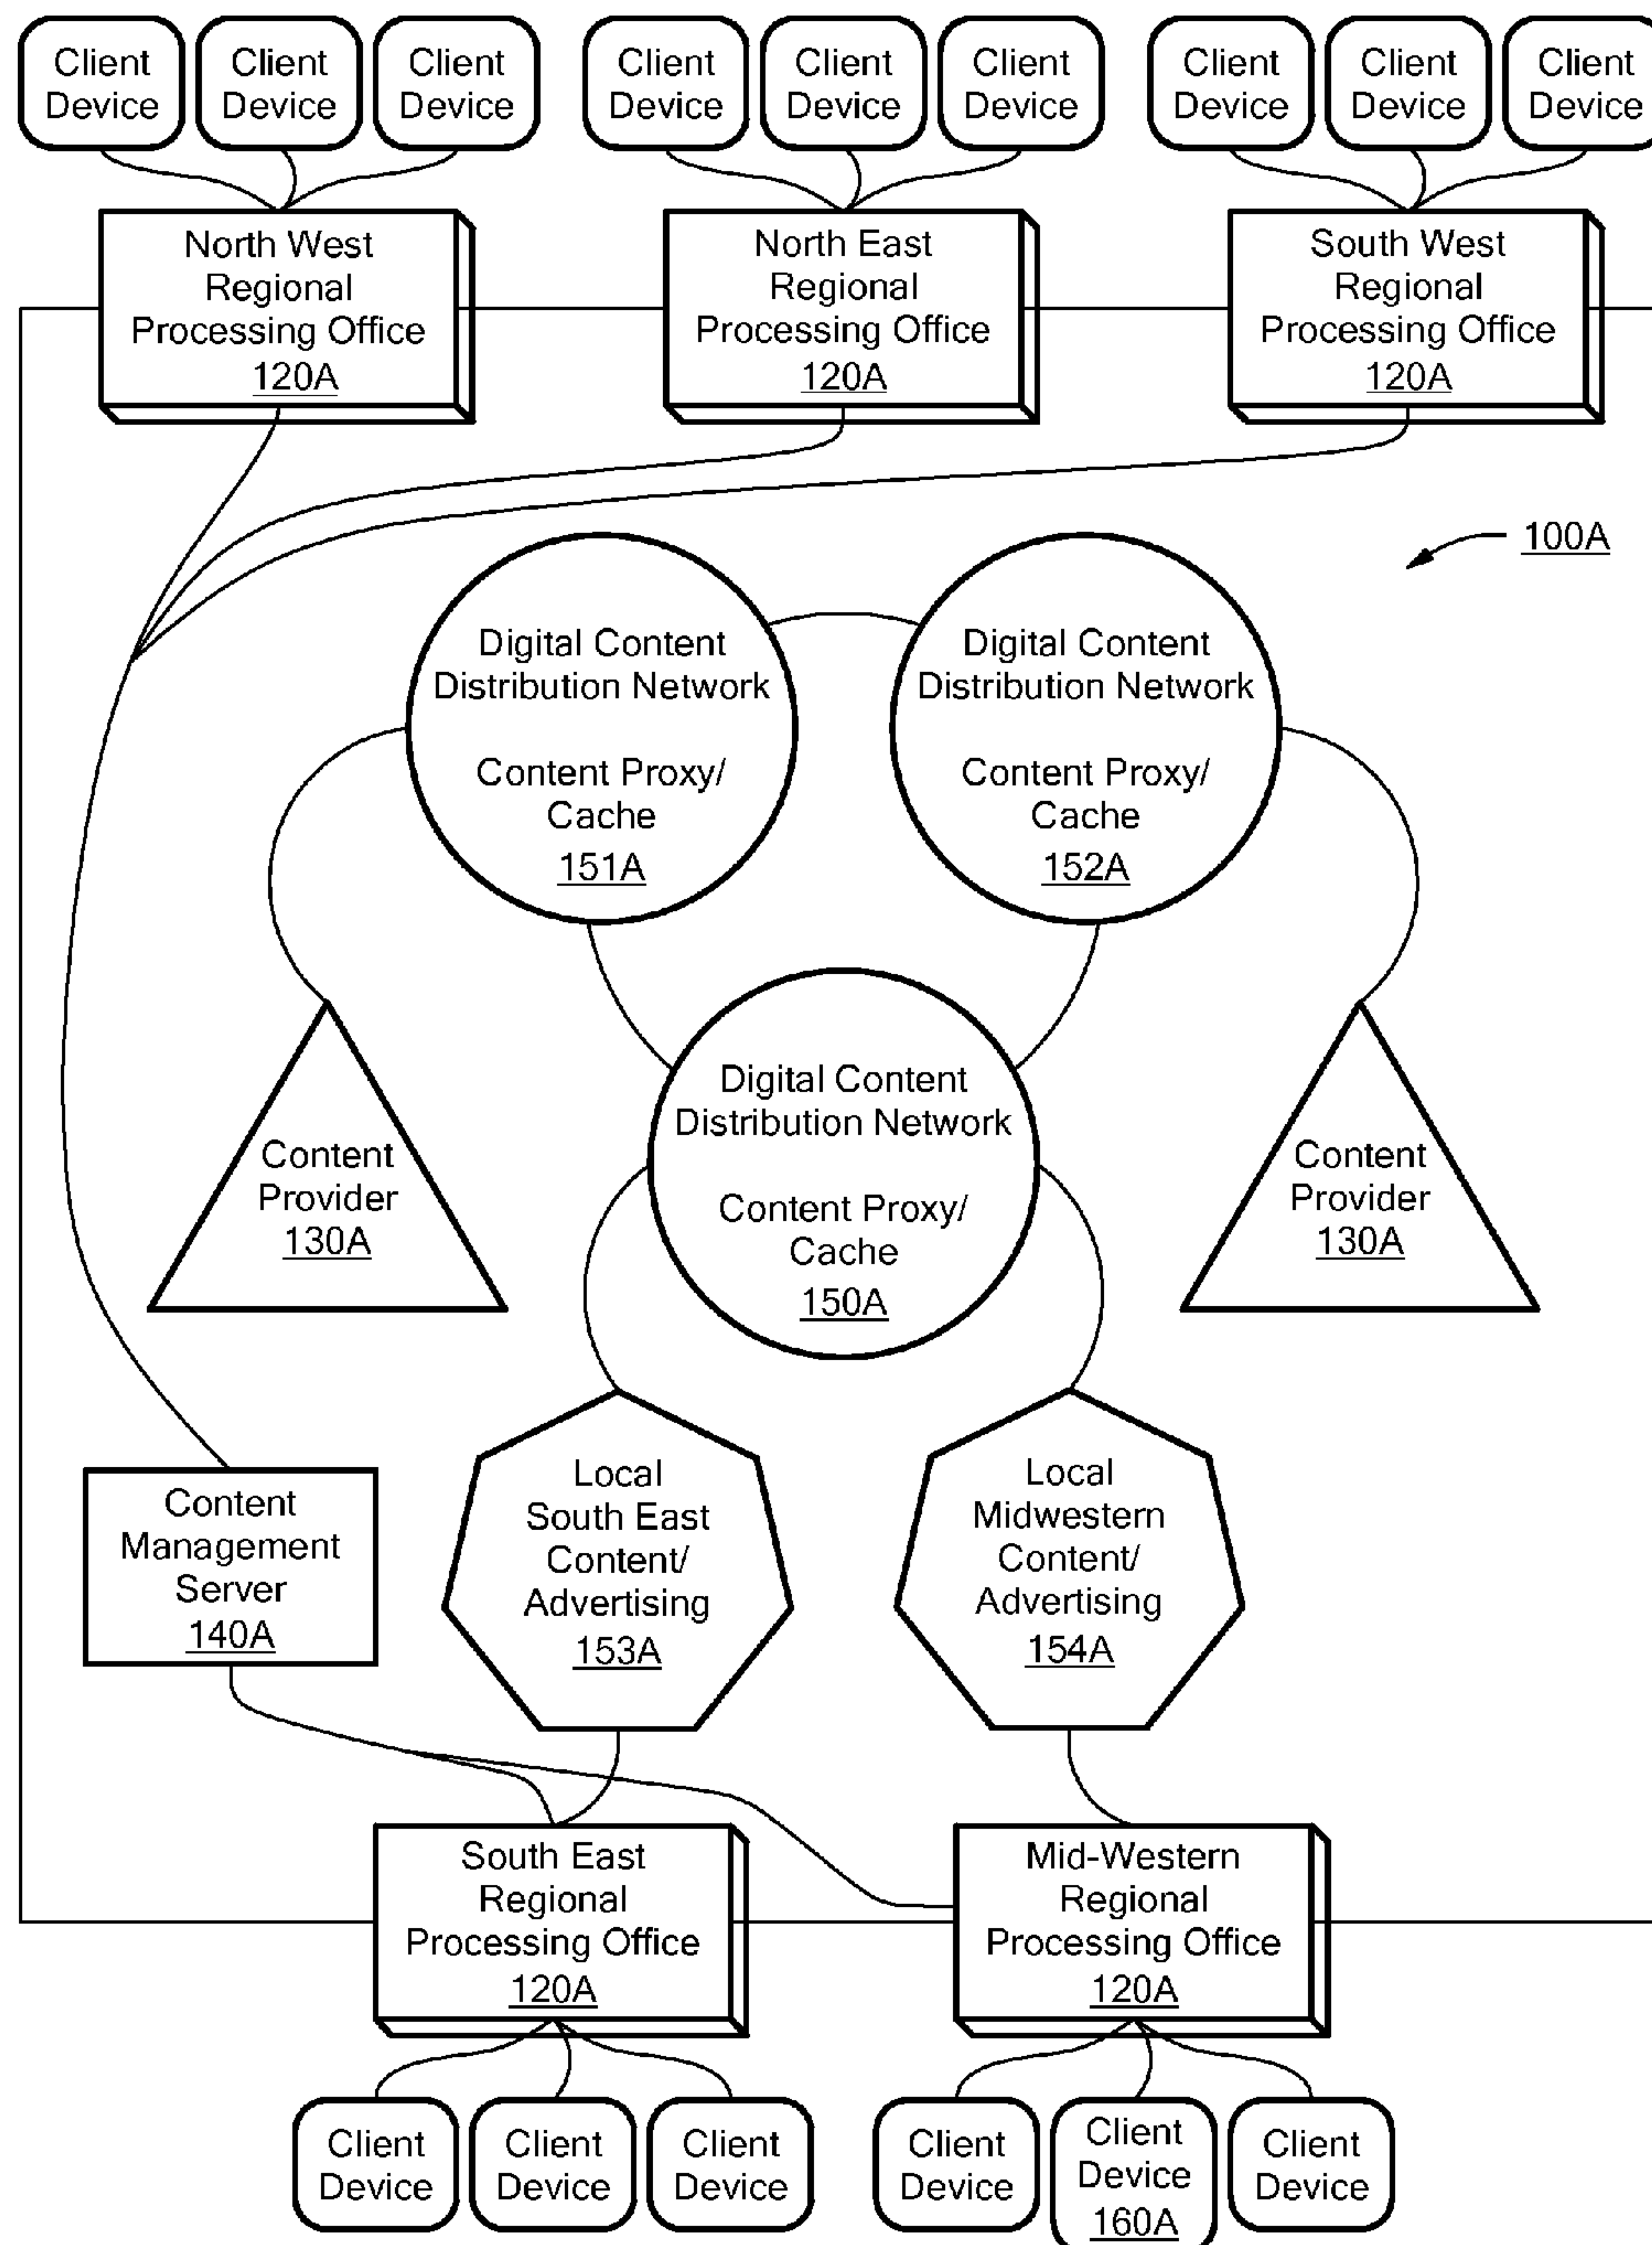 Client
Device
Client
Device
Client
Device
Client
Device
Client
Device
Client
Device
Client
Device
Client
Device
Client
Device
North West
Regional
Processing Office
120A
North East
Regional
Processing Office
120A
South West
Regional
Processing Office
120A
100A
Digital Content
Distribution Network
Content Proxy/
Cache
151A
Digital Content
Distribution Network
Content Proxy/
Cache
152A
Content
Provider
130A
Digital Content
Distribution Network
Content Proxy/
Cache
150A
Content
Provider
130A
Content
Management
Server
140A
Local
South East
Content/
Advertising
153A
Local
Midwestern
Content/
Advertising
154A
South East
Regional
Processing Office
120A
Mid-Western
Regional
Processing Office
120A
Client
Device
Client
Device
Client
Device
Client
Device
Client
Device
160A
Client
Device